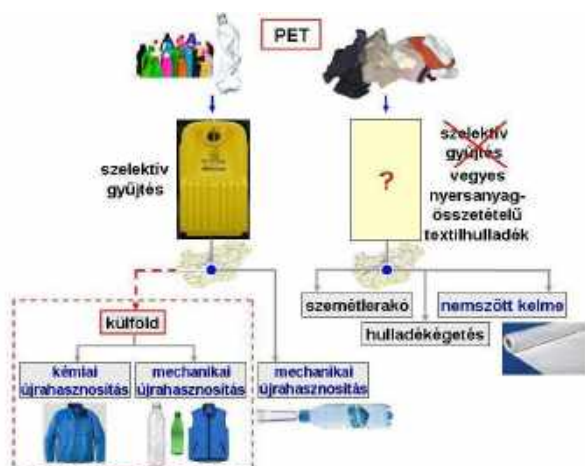 PET
szelektív
gyűjtés
szelektív
gyűjtés
?
vegyes
nyersanyag-
összetételű
textilhulladék
szemétlerakó
nemszőtt kelme
hulladékégetés
külföld
kémiai
újrahasznosítás
mechanikai
újrahasznosítás
mechanikai
újrahasznosítás